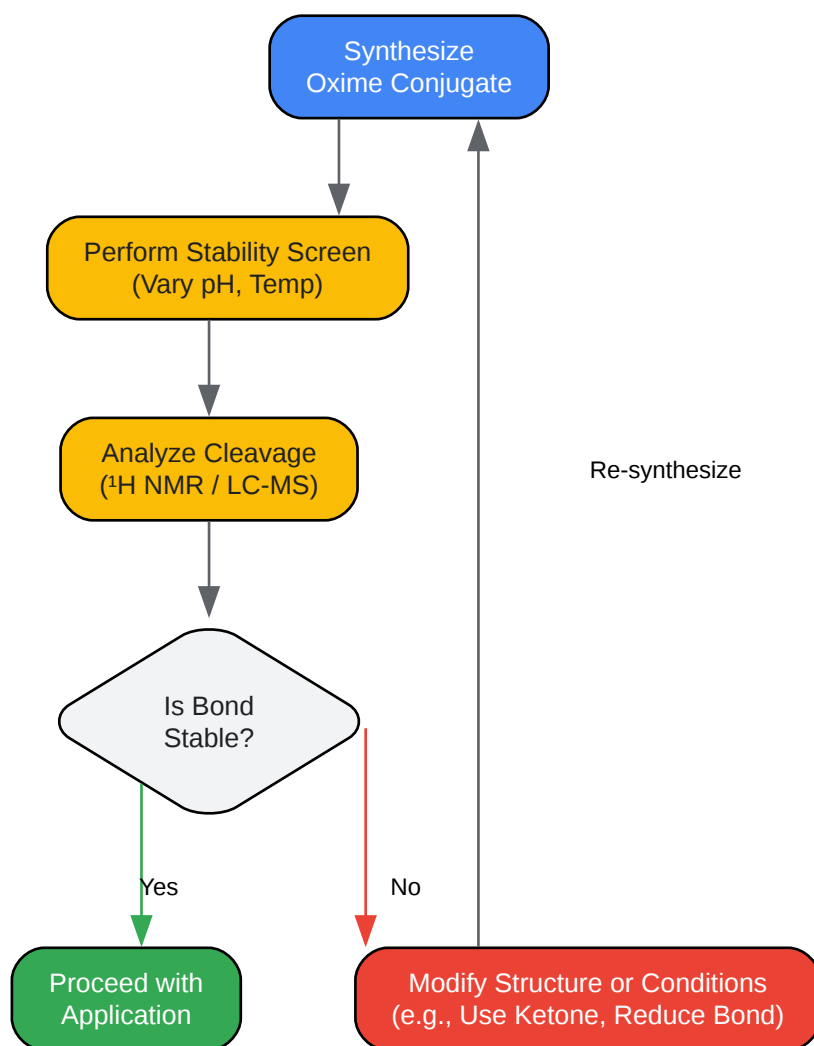 Synthesize
Oxime Conjugate
Perform Stability Screen
(Vary pH, Temp)
Analyze Cleavage
(¹H NMR / LC-MS)
Re-synthesize
Is Bond
Stable?
Yes
No
Proceed with
Application
Modify Structure or Conditions
(e.g., Use Ketone, Reduce Bond)